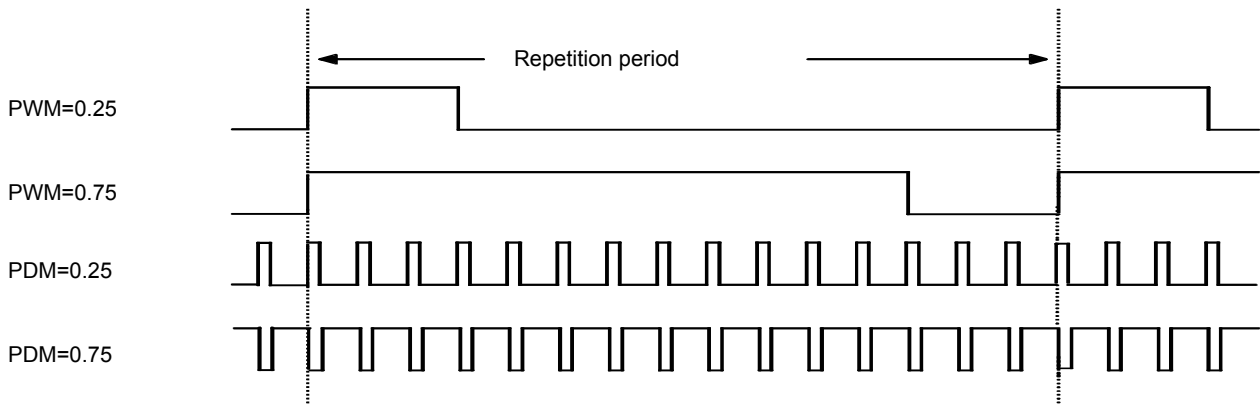 Repetition period
PWM=0.25
PWM=0.75
PDM=0.25
PDM=0.75